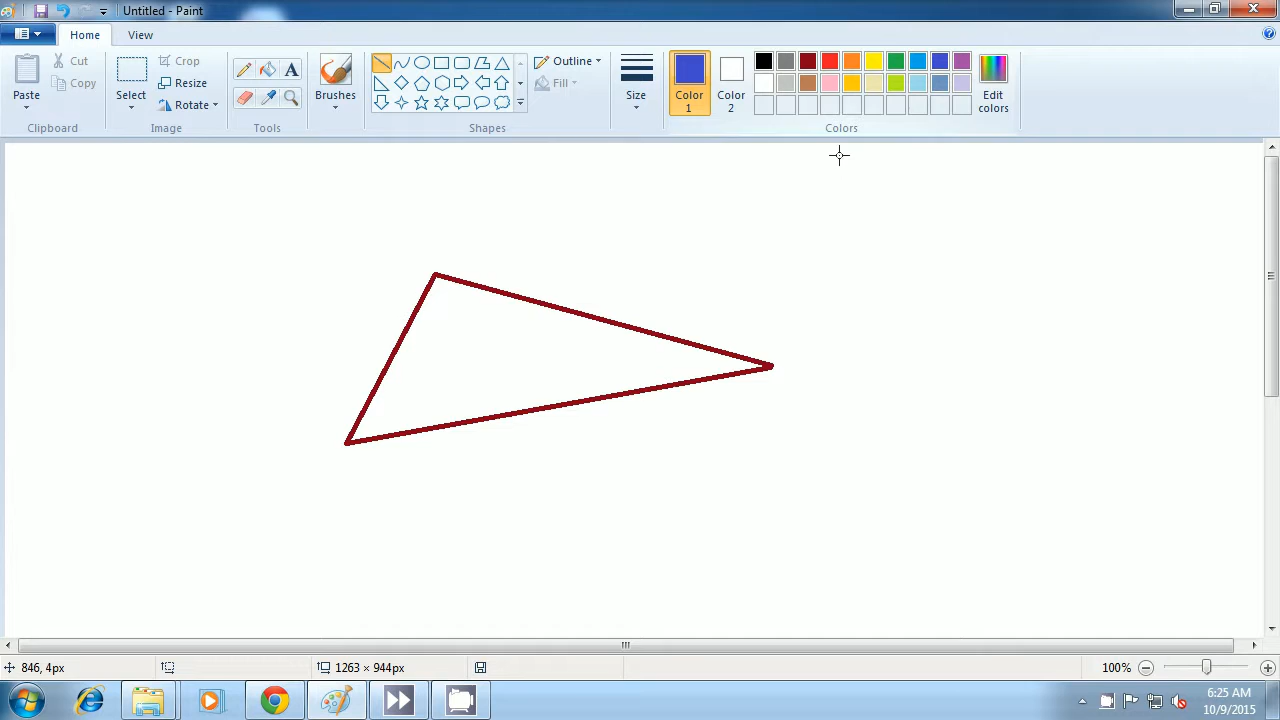 Untitled - Paint
Home View
Paste
Cut
Copy
Clipboard
Select
Crop
Resize
Rotate
Image
A
Tools
Brushes
Outline
Fill
Shapes
Size
Color 1
Color 2
Edit colors
Colors
846, 4px
1263 × 944px
100%
6:25 AM
10/9/2015